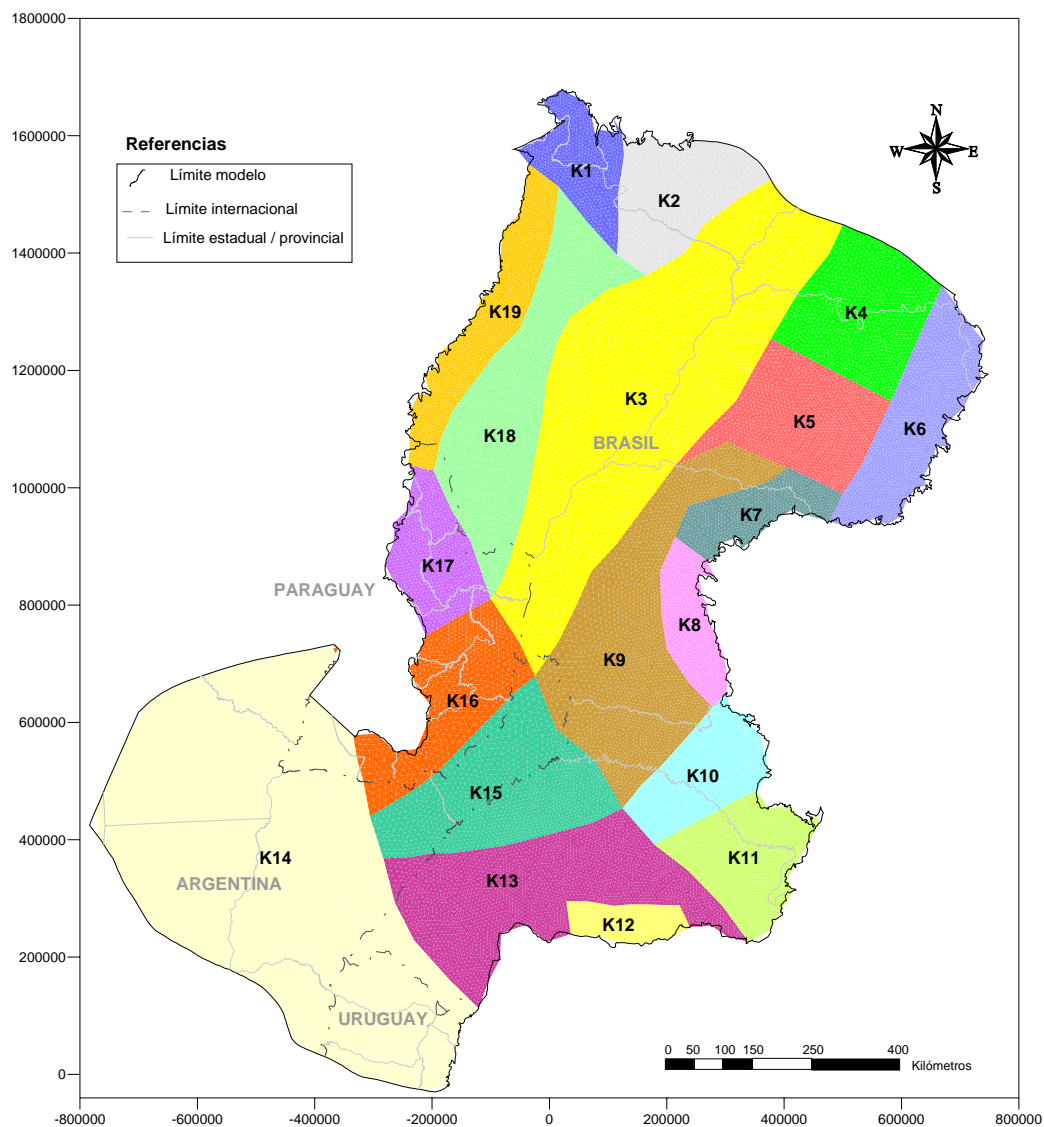 1800000
1600000
1400000
1200000
1000000
800000
600000
400000
200000
0
Referencias
Límite modelo
Límite internacional
Límite estadual / provincial
N
W E
S
K1
K2
K19
K4
K3
K18
K5
K6
BRASIL
K7
K17
PARAGUAY
K8
K9
K16
K10
K15
K14
K11
K13
ARGENTINA
K12
URUGUAY
0 50 100 150 250 400
Kilómetros
-800000 -600000 -400000 -200000 0 200000 400000 600000 800000